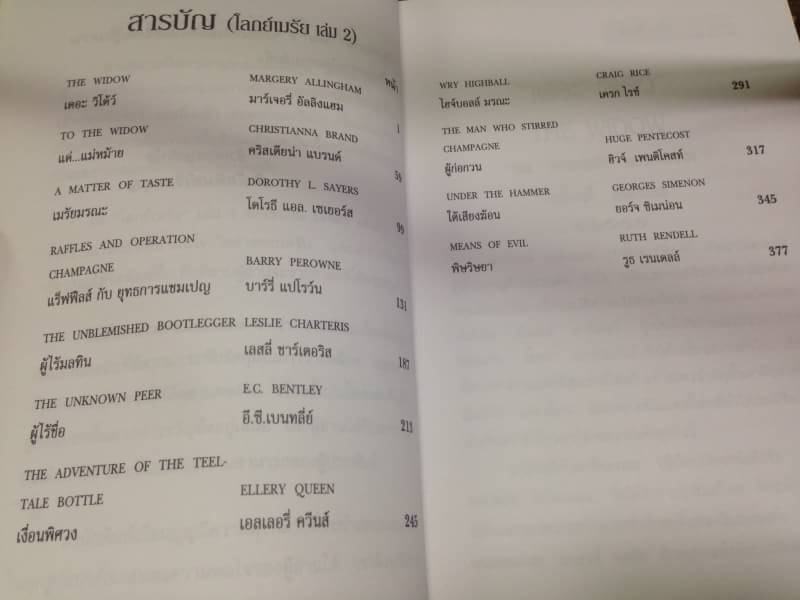 สารบัญ (โลกย์เมรัย เล่ม 2)
หน้า
THE WIDOW MARGERY ALLINGHAM
เดอะ วิโด้ว์ มาร์เจอรี่ อัลลิงแฮม 1
TO THE WIDOW CHRISTIANNA BRAND
แด่...แม่หม้าย คริสเตียน่า แบรนด์ 59
A MATTER OF TASTE DOROTHY L. SAYERS
เมรัยมรณะ โดโรธี แอล. เซเยอร์ส 99
RAFFLES AND OPERATION
CHAMPAGNE BARRY PEROWNE
แร็ฟฟิลส์ กับ ยุทธการแชมเปญ บาร์รี่ แปโรว์น 131
THE UNBLEMISHED BOOTLEGGER LESLIE CHARTERIS
ผู้ไร้มลทิน เลสลี่ ชาร์เตอริส 187
THE UNKNOWN PEER E.C. BENTLEY
ผู้ไร้ชื่อ อี.ซี.เบนทลี่ย์ 211
THE ADVENTURE OF THE TEEL-
TALE BOTTLE ELLERY QUEEN
เงื่อนพิศวง เอลเลอรี่ ควีนส์ 245
WRY HIGHBALL CRAIG RICE
ไฮจ์บอลล์ มรณะ เครก ไรซ์ 291
THE MAN WHO STIRRED
CHAMPAGNE HUGE PENTECOST
ผู้ก่อกวน ฮิวจ์ เพนติโคสท์ 317
UNDER THE HAMMER GEORGES SIMENON
ใต้เสียงฆ้อน ยอร์จ ซิเมน่อน 345
MEANS OF EVIL RUTH RENDELL
พิษวิษยา วูธ เรนเดลล์ 377